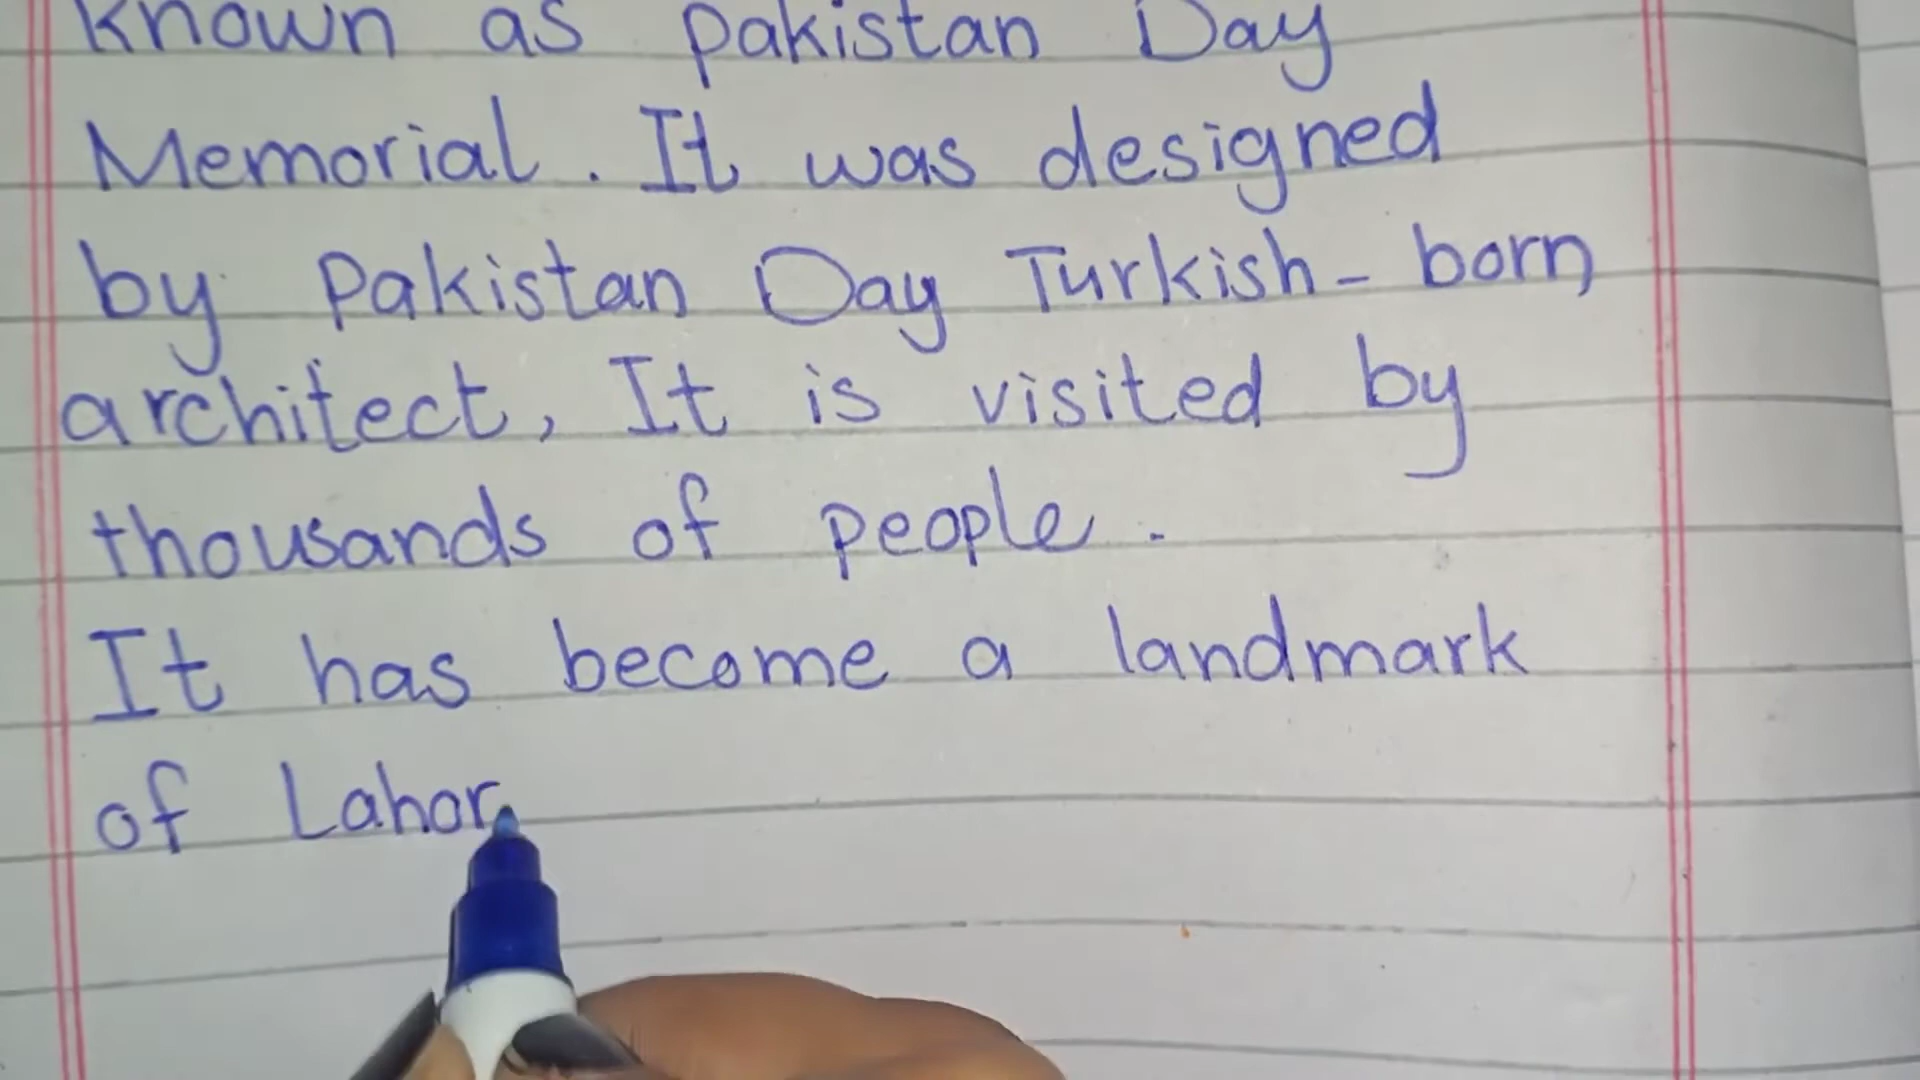 known as pakistan Day
Memorial. It was designed
by pakistan Day Turkish - born
architect, It is visited by
thousands of people.
It has become a landmark
of Lahor